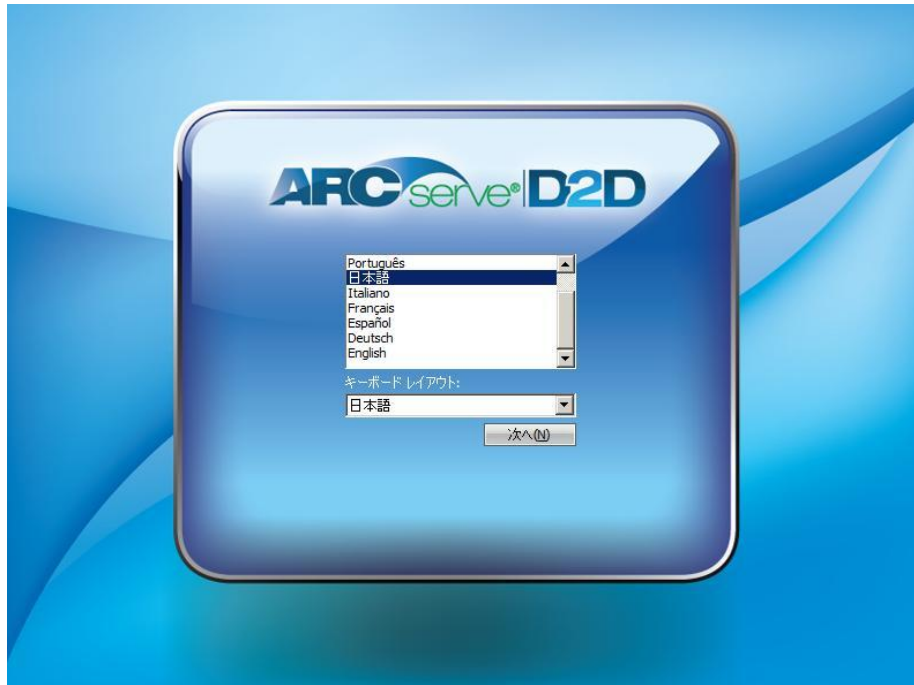 ARCserve®|D2D
Português
日本語
Italiano
Français
Español
Deutsch
English
キーボード レイアウト:
日本語
次へ(N)